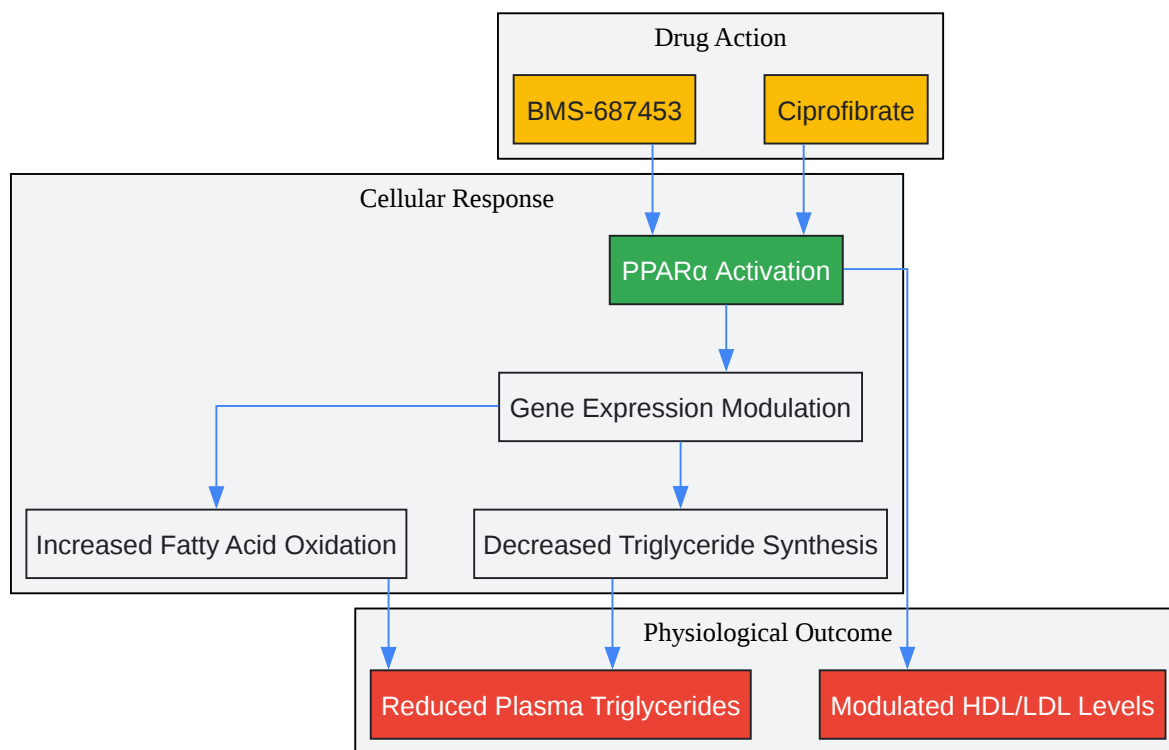 Drug Action
BMS-687453
Ciprofibrate
Cellular Response
PPARα Activation
Gene Expression Modulation
Increased Fatty Acid Oxidation
Decreased Triglyceride Synthesis
Physiological Outcome
Reduced Plasma Triglycerides
Modulated HDL/LDL Levels